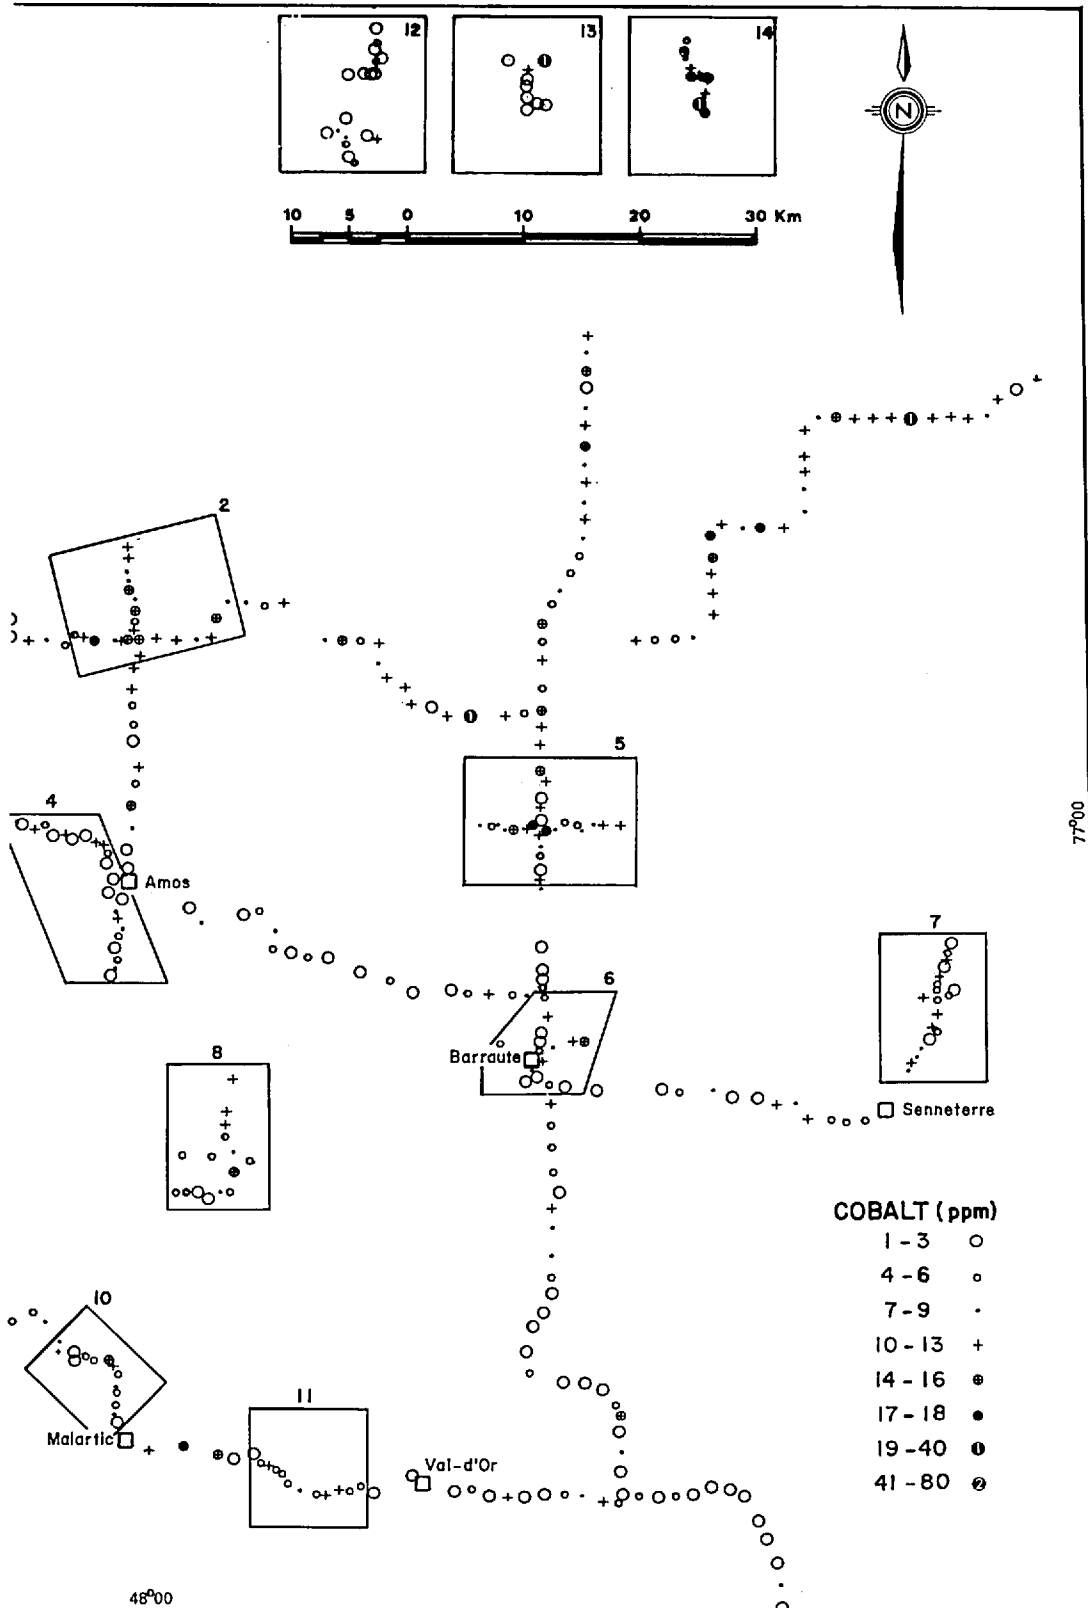 12
13
14
N
10 5 0 10 20 30 Km
2
5
4
Amos
77°00
7
6
Barraute
8
Senneterre
COBALT (ppm)
1 - 3
4 - 6
7 - 9
10 - 13
14 - 16
17 - 18
19 - 40
41 - 80
10
11
Malartic
Val-d'Or
48°00